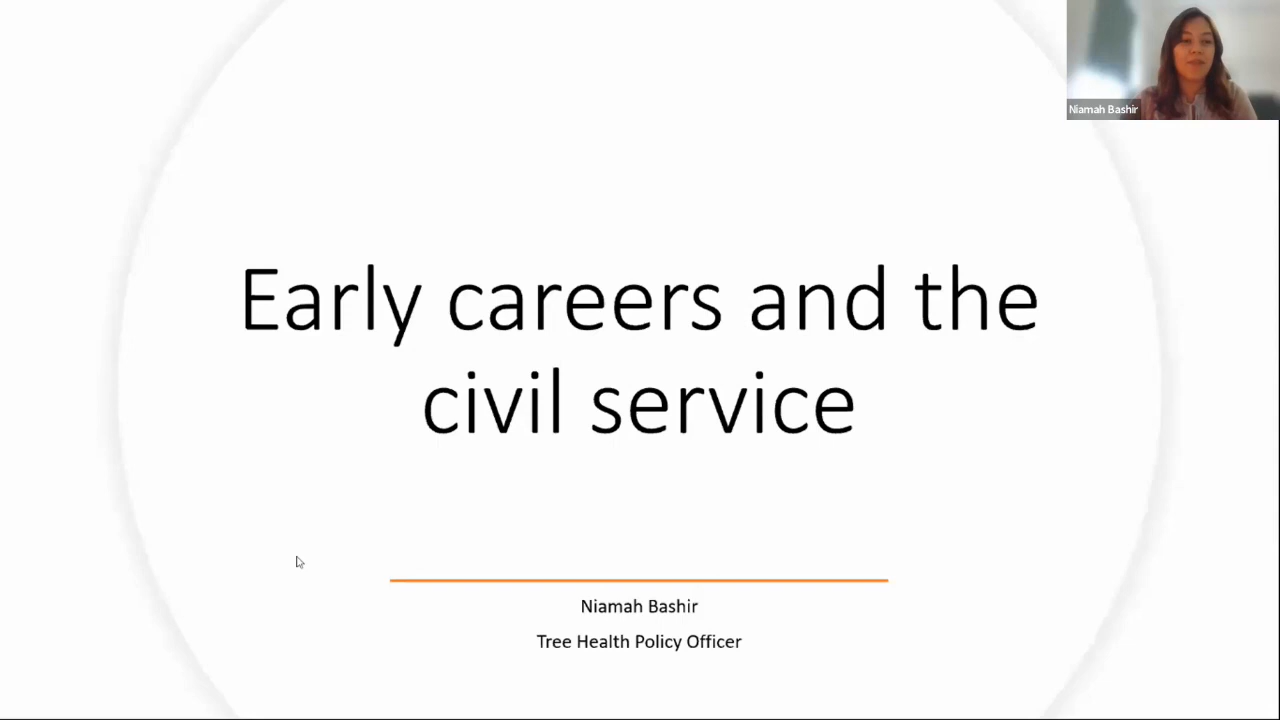 Niamah Bashir
Early careers and the
civil service
Niamah Bashir
Tree Health Policy Officer